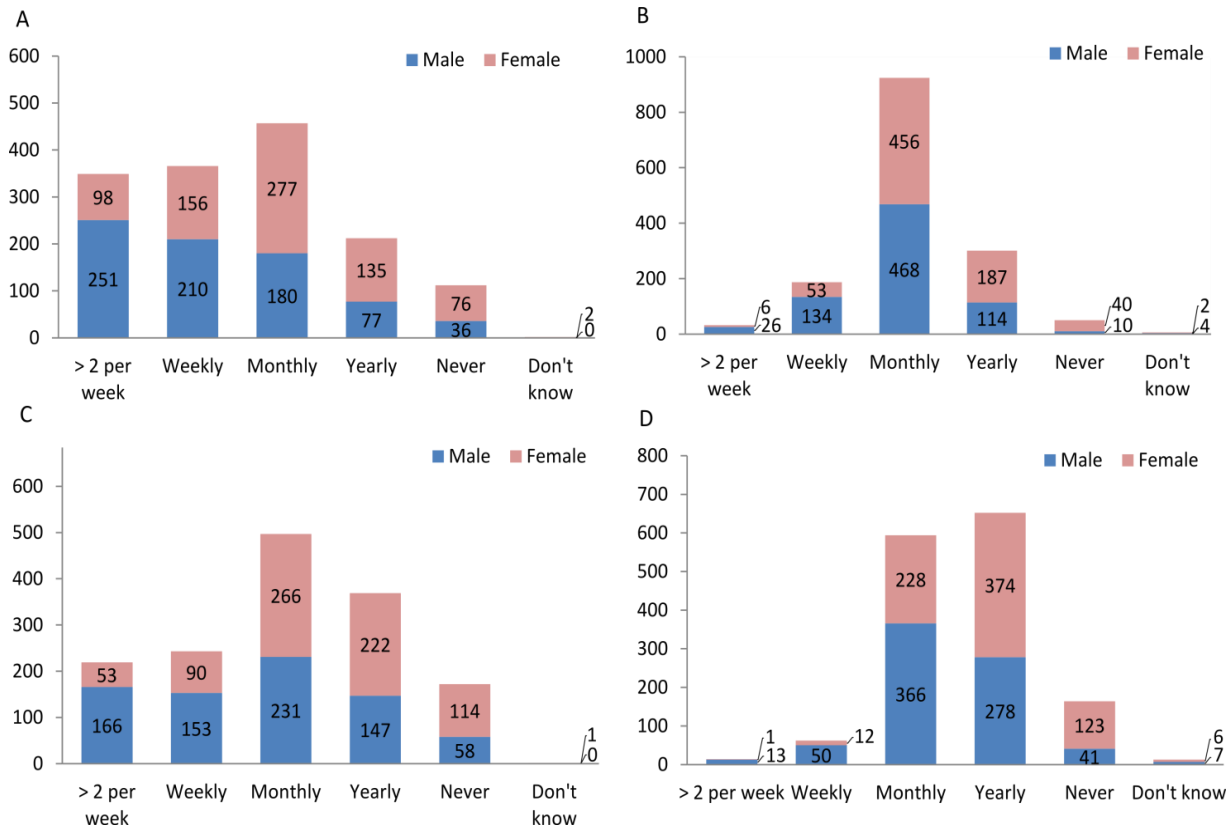 A
Male Female
600
500
400
300
200
100
0
98
251
156
210
277
180
135
77
76
36
2
0
> 2 per week
Weekly
Monthly
Yearly
Never
Don't know
B
Male Female
1000
800
600
400
200
0
6
26
53
134
456
468
187
114
40
10
2
4
> 2 per week
Weekly
Monthly
Yearly
Never
Don't know
C
Male Female
600
500
400
300
200
100
0
53
166
90
153
266
231
222
147
114
58
1
0
> 2 per week
Weekly
Monthly
Yearly
Never
Don't know
D
Male Female
800
700
600
500
400
300
200
100
0
1
13
12
50
228
366
374
278
123
41
6
7
> 2 per week
Weekly
Monthly
Yearly
Never
Don't know